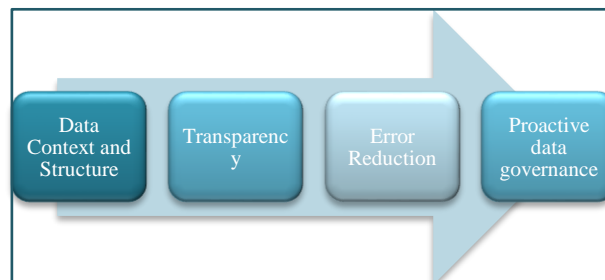 Data
Context and
Structure
Transparenc
y
Error
Reduction
Proactive
data
governance